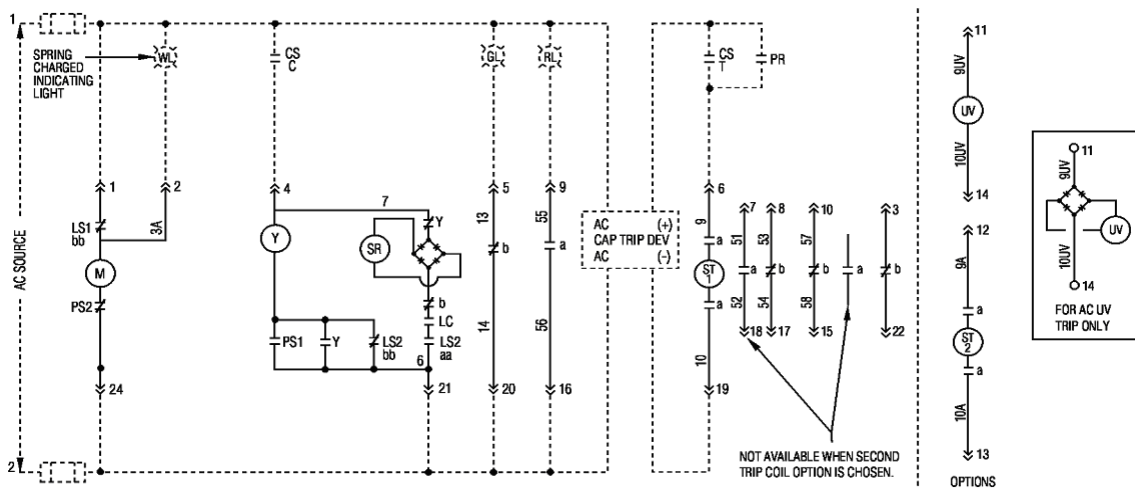 1
SPRING
CHARGED
INDICATING
LIGHT
WL
CS
C
GL
RL
CS
T
PR
11
9UV
UV
10UV
14
11
9UV
UV
10UV
14
FOR AC UV
TRIP ONLY
AC SOURCE
1
2
4
7
5
9
6
7
8
10
3
12
LS1
bb
3A
Y
SR
Y
13
b
55
a
AC (+)
CAP TRIP DEV
AC (-)
9
a
51
a
53
b
57
b
a
b
9A
a
M
ST
1
ST
2
PS2
b
LC
LS2
aa
PS1
Y
LS2
bb
6
14
56
a
52
54
58
a
10
10A
24
21
20
16
19
18
17
15
22
13
NOT AVAILABLE WHEN SECOND
TRIP COIL OPTION IS CHOSEN.
2
OPTIONS